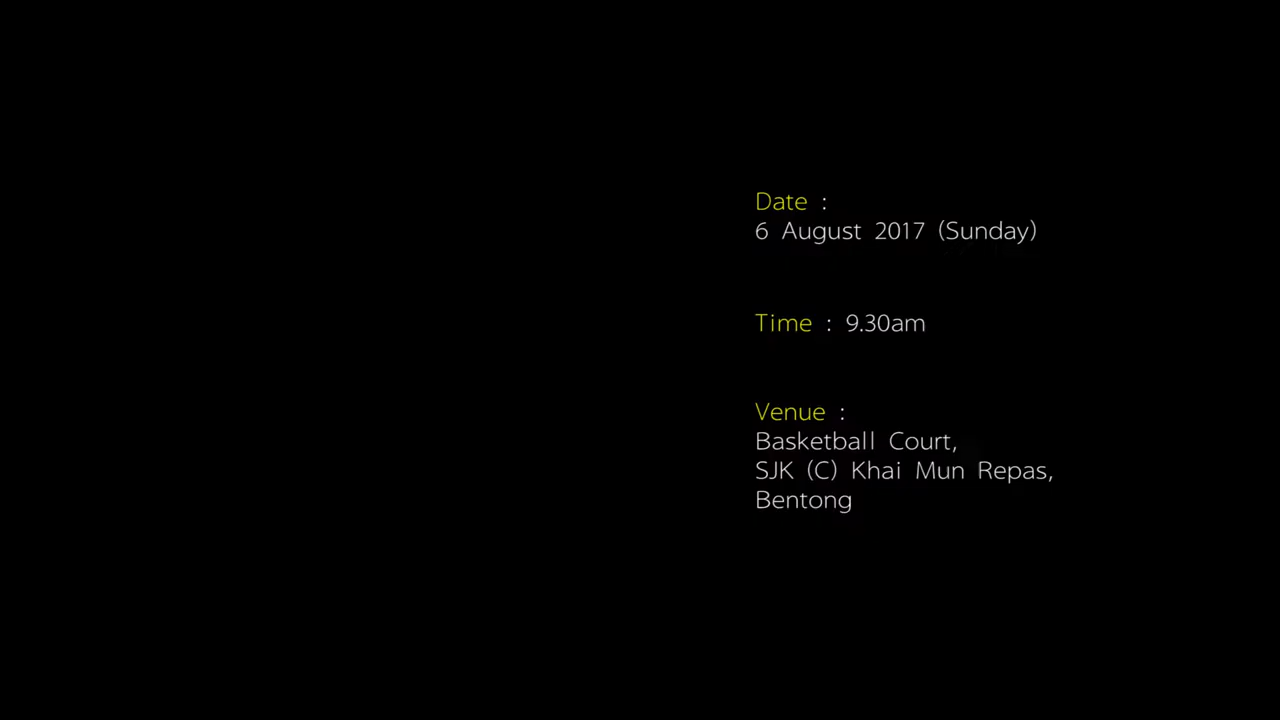 Date :
6 August 2017 (Sunday)
Time : 9.30am
Venue :
Basketball Court,
SJK (C) Khai Mun Repas,
Bentong